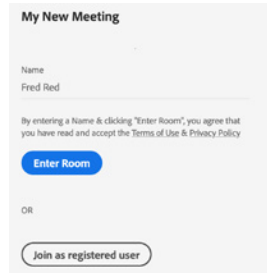 My New Meeting
Name
Fred Red
By entering a Name & clicking "Enter Room", you agree that
you have read and accept the Terms of Use & Privacy Policy
Enter Room
OR
Join as registered user